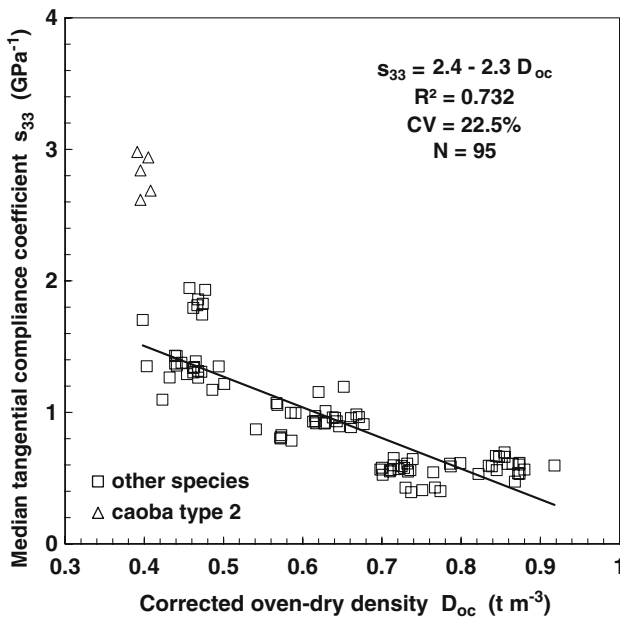 4
3
2
1
0
0.3 0.4 0.5 0.6 0.7 0.8 0.9 1
Median tangential compliance coefficient s₃₃ (GPa⁻¹)
s₃₃ = 2.4 - 2.3 Dₒc
R² = 0.732
CV = 22.5%
N = 95
other species
caoba type 2
Corrected oven-dry density Dₒc (t m⁻³)